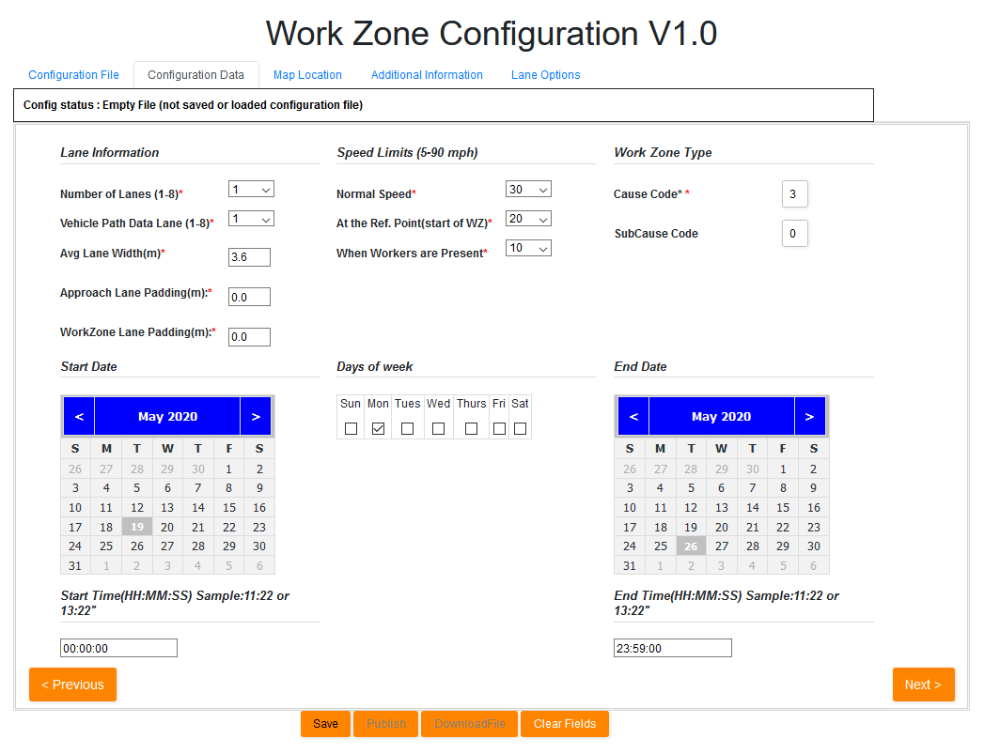 Work Zone Configuration V1.0
Configuration File Configuration Data Map Location Additional Information Lane Options
Config status : Empty File (not saved or loaded configuration file)
Lane Information
Number of Lanes (1-8)* 1
Vehicle Path Data Lane (1-8)* 1
Avg Lane Width(m)* 3.6
Approach Lane Padding(m):* 0.0
WorkZone Lane Padding(m):* 0.0
Speed Limits (5-90 mph)
Normal Speed* 30
At the Ref. Point(start of WZ)* 20
When Workers are Present* 10
Work Zone Type
Cause Code* * 3
SubCause Code 0
Start Date
< May 2020 >
S M T W T F S
26 27 28 29 30 1 2
3 4 5 6 7 8 9
10 11 12 13 14 15 16
17 18 19 20 21 22 23
24 25 26 27 28 29 30
31 1 2 3 4 5 6
Days of week
Sun Mon Tues Wed Thurs Fri Sat
End Date
< May 2020 >
S M T W T F S
26 27 28 29 30 1 2
3 4 5 6 7 8 9
10 11 12 13 14 15 16
17 18 19 20 21 22 23
24 25 26 27 28 29 30
31 1 2 3 4 5 6
Start Time(HH:MM:SS) Sample:11:22 or
13:22"
00:00:00
End Time(HH:MM:SS) Sample:11:22 or
13:22"
23:59:00
< Previous Next >
Save Publish DownloadFile Clear Fields